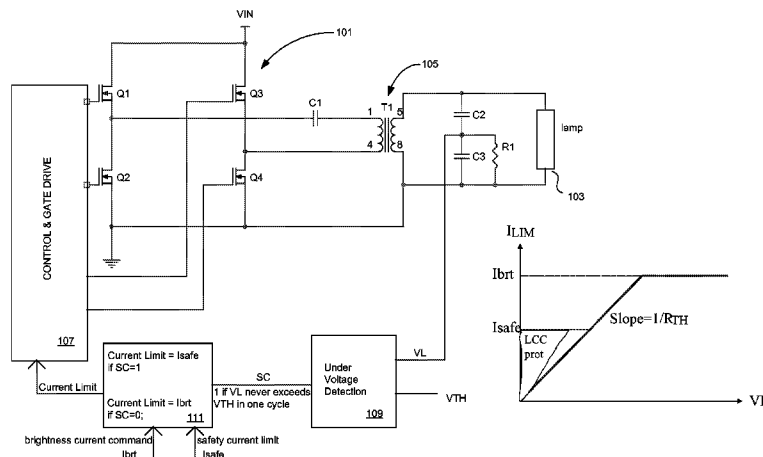 VIN
101
Q1
Q3
105
C1
1
T1
5
4
8
C2
C3
R1
lamp
103
Q2
Q4
CONTROL & GATE DRIVE
107
Current Limit
Current Limit = Isafe
if SC=1
Current Limit = Ibrt
if SC=0;
111
brightness current command
Ibrt
safety current limit
Isafe
SC
1 if VL never exceeds
VTH in one cycle
Under
Voltage
Detection
109
VL
VTH
ILIM
Ibrt
Isafe
LCC
prot
Slope=1/RTH